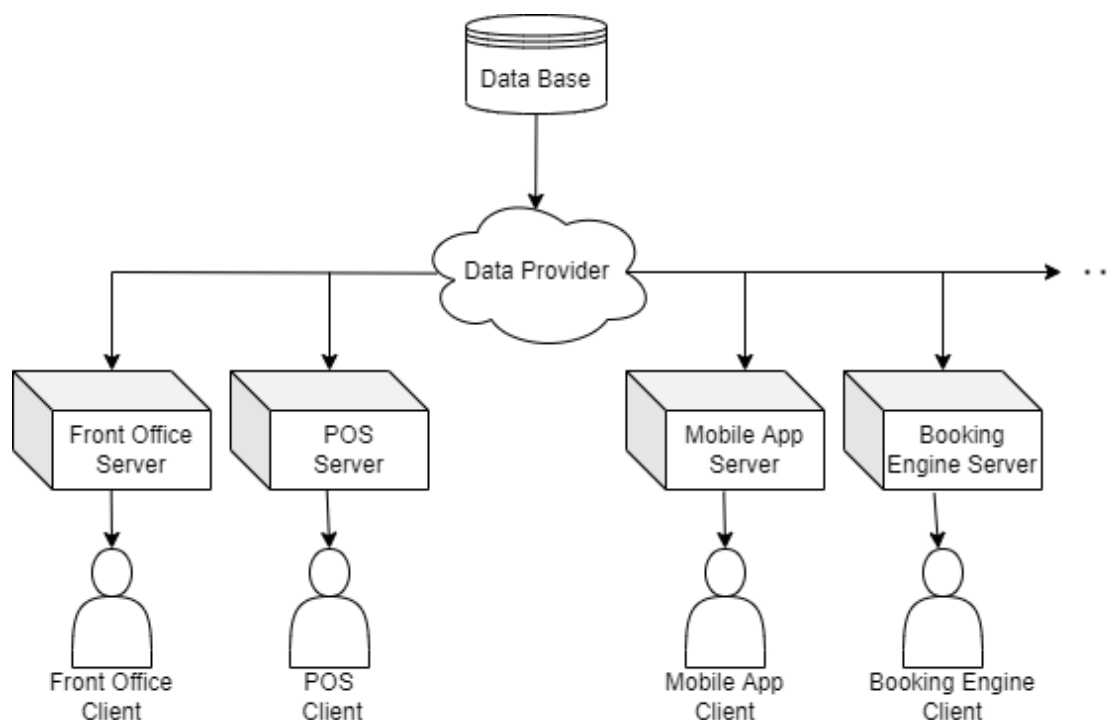 Data Base
Data Provider
. .
Front Office
Server
POS
Server
Mobile App
Server
Booking
Engine Server
Front Office
Client
POS
Client
Mobile App
Client
Booking Engine
Client